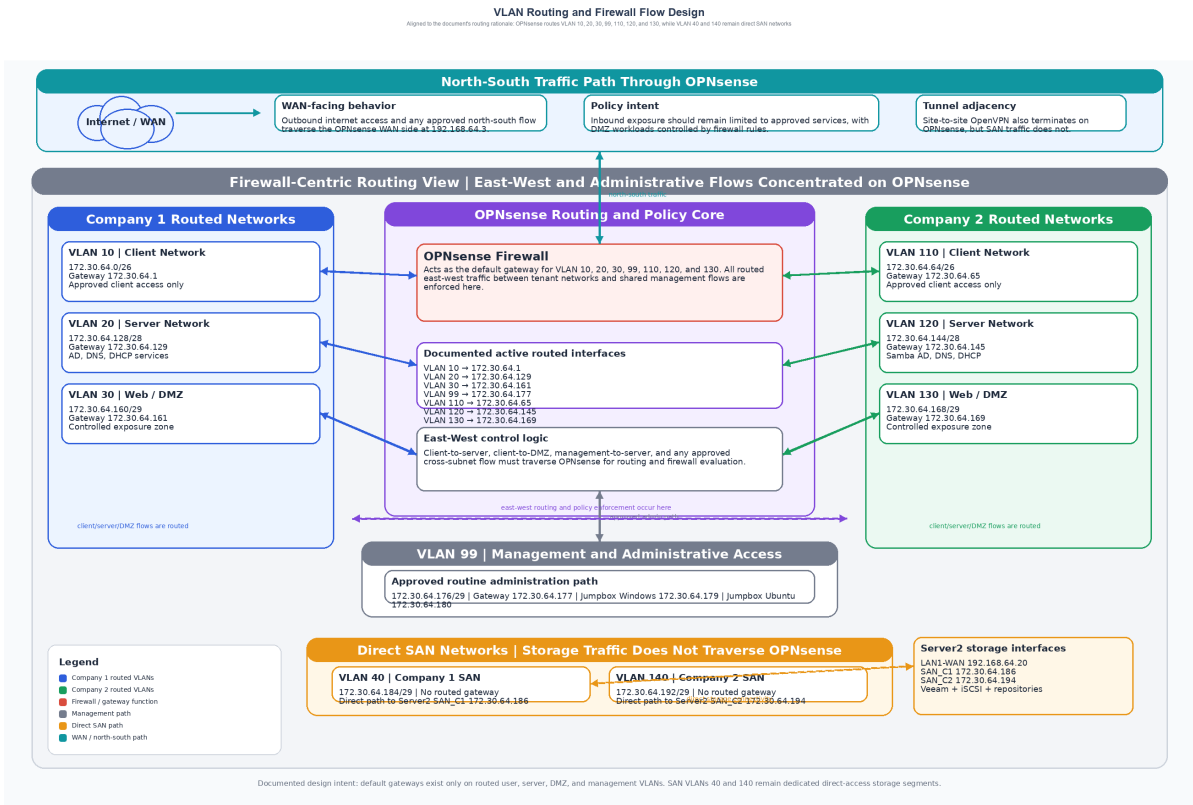 VLAN Routing and Firewall Flow Design
Aligned to the document's routing rationale: OPNsense routes VLAN 10, 20, 30, 99, 110, 120, and 130, while VLAN 40 and 140 remain direct SAN networks
North-South Traffic Path Through OPNsense
Internet / WAN
WAN-facing behavior
Outbound internet access and any approved north-south flow
traverse the OPNsense WAN side at 192.168.64.3.
Policy intent
Inbound exposure should remain limited to approved services, with
DMZ workloads controlled by firewall rules.
Tunnel adjacency
Site-to-site OpenVPN also terminates on
OPNsense, but SAN traffic does not.
north-south traffic
Firewall-Centric Routing View | East-West and Administrative Flows Concentrated on OPNsense
Company 1 Routed Networks
VLAN 10 | Client Network
172.30.64.0/26
Gateway 172.30.64.1
Approved client access only
VLAN 20 | Server Network
172.30.64.128/28
Gateway 172.30.64.129
AD, DNS, DHCP services
VLAN 30 | Web / DMZ
172.30.64.160/29
Gateway 172.30.64.161
Controlled exposure zone
client/server/DMZ flows are routed
OPNsense Routing and Policy Core
OPNsense Firewall
Acts as the default gateway for VLAN 10, 20, 30, 99, 110, 120, and 130. All routed
east-west traffic between tenant networks and shared management flows are
enforced here.
Documented active routed interfaces
VLAN 10 → 172.30.64.1
VLAN 20 → 172.30.64.129
VLAN 30 → 172.30.64.161
VLAN 99 → 172.30.64.177
VLAN 110 → 172.30.64.65
VLAN 120 → 172.30.64.145
VLAN 130 → 172.30.64.169
East-West control logic
Client-to-server, client-to-DMZ, management-to-server, and any approved
cross-subnet flow must traverse OPNsense for routing and firewall evaluation.
east-west routing and policy enforcement occur here
Company 2 Routed Networks
VLAN 110 | Client Network
172.30.64.64/26
Gateway 172.30.64.65
Approved client access only
VLAN 120 | Server Network
172.30.64.144/28
Gateway 172.30.64.145
Samba AD, DNS, DHCP
VLAN 130 | Web / DMZ
172.30.64.168/29
Gateway 172.30.64.169
Controlled exposure zone
client/server/DMZ flows are routed
VLAN 99 | Management and Administrative Access
Approved routine administration path
172.30.64.176/29 | Gateway 172.30.64.177 | Jumpbox Windows 172.30.64.179 | Jumpbox Ubuntu
172.30.64.180
Direct SAN Networks | Storage Traffic Does Not Traverse OPNsense
VLAN 40 | Company 1 SAN
172.30.64.184/29 | No routed gateway
Direct path to Server2 SAN_C1 172.30.64.186
VLAN 140 | Company 2 SAN
172.30.64.192/29 | No routed gateway
Direct path to Server2 SAN_C2 172.30.64.194
Server2 storage interfaces
LAN1-WAN 192.168.64.20
SAN_C1 172.30.64.186
SAN_C2 172.30.64.194
Veeam + iSCSI + repositories
Legend
Company 1 routed VLANs
Company 2 routed VLANs
Firewall / gateway function
Management path
Direct SAN path
WAN / north-south path
Documented design intent: default gateways exist only on routed user, server, DMZ, and management VLANs. SAN VLANs 40 and 140 remain dedicated direct-access storage segments.